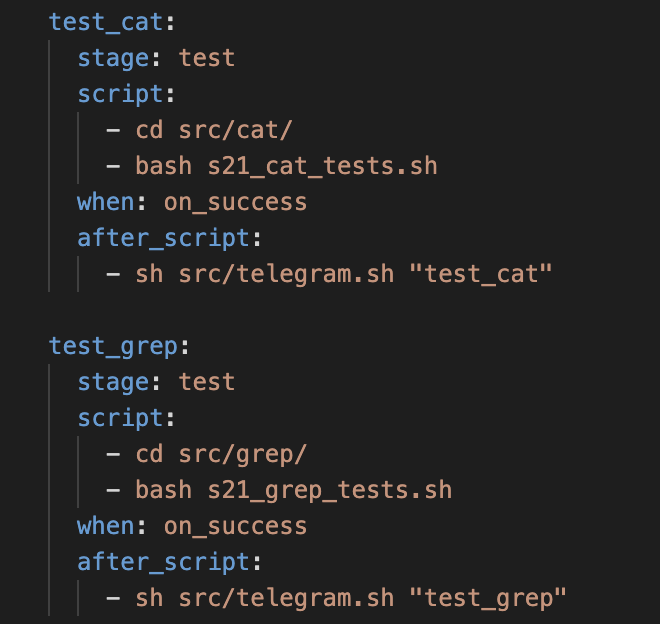 test_cat:
stage: test
script:
- cd src/cat/
- bash s21_cat_tests.sh
when: on_success
after_script:
- sh src/telegram.sh "test_cat"
test_grep:
stage: test
script:
- cd src/grep/
- bash s21_grep_tests.sh
when: on_success
after_script:
- sh src/telegram.sh "test_grep"